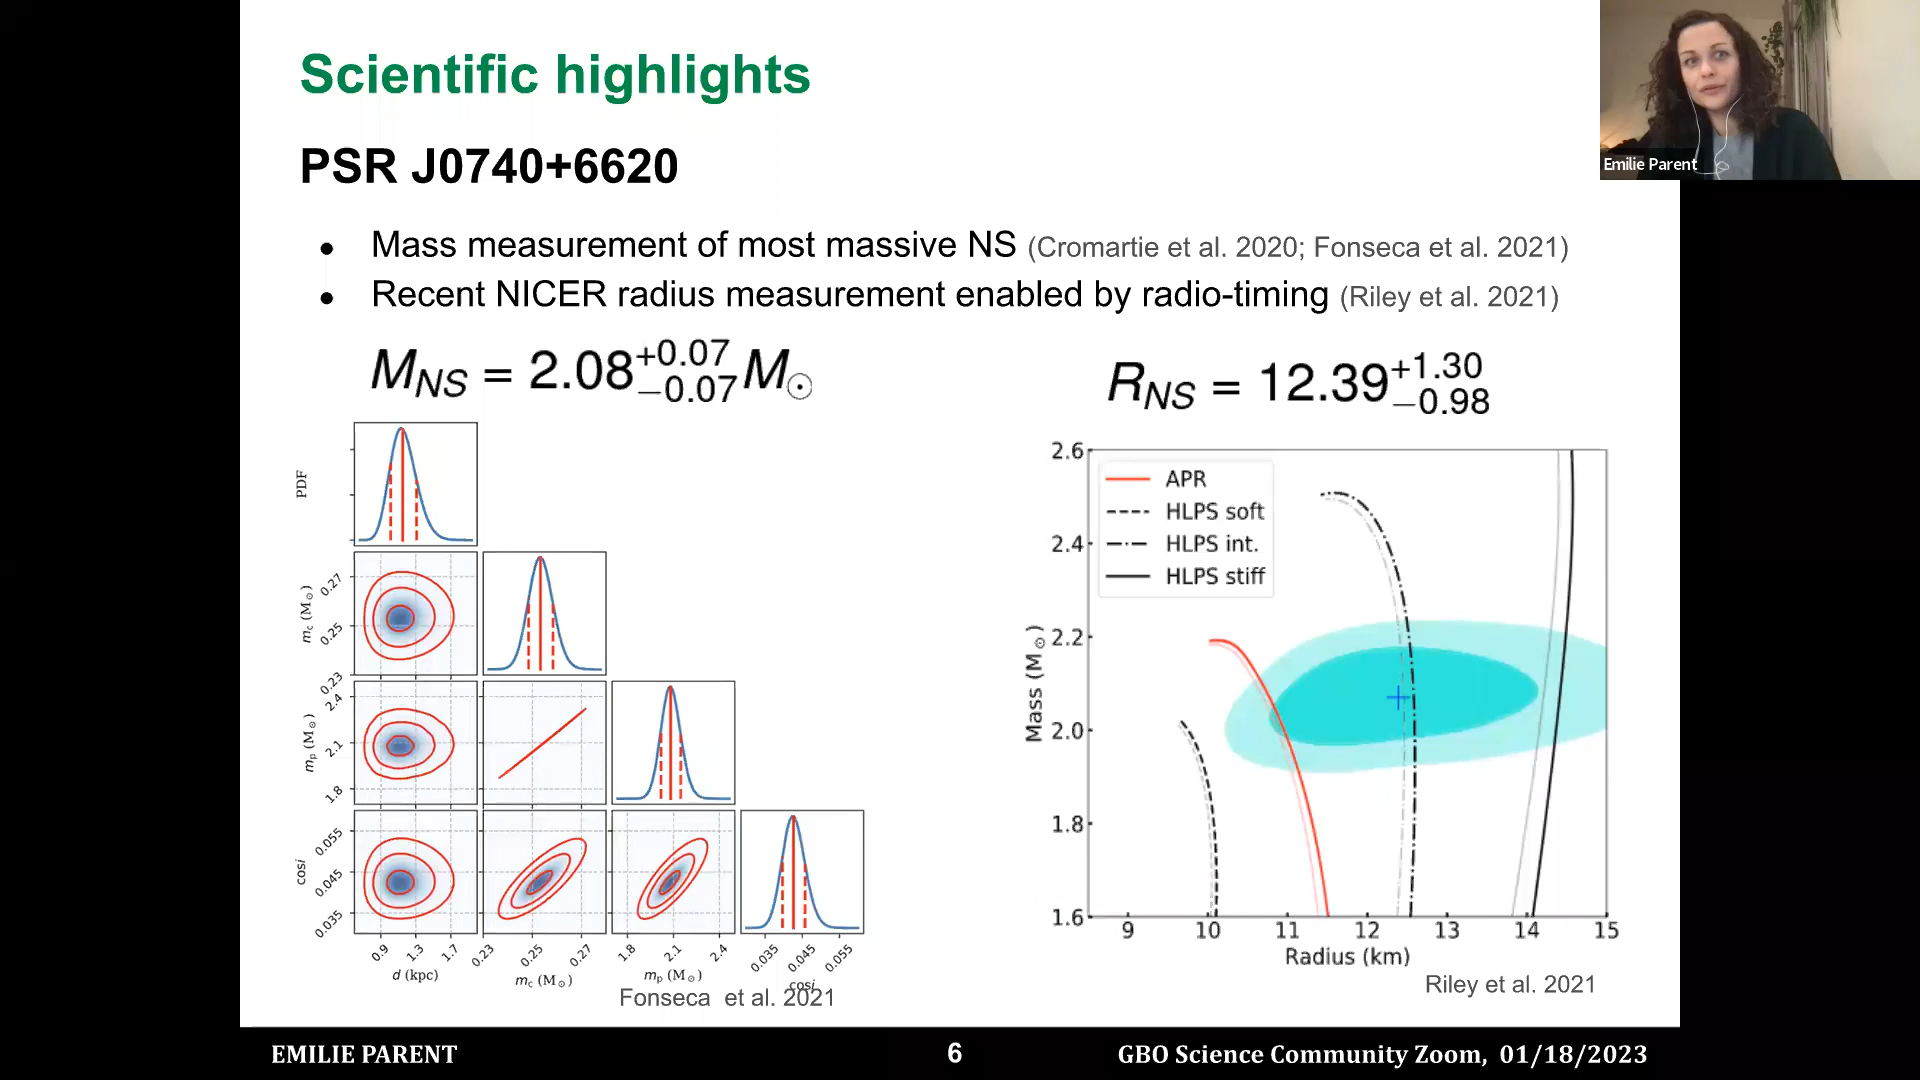 Scientific highlights
Emilie Parent
PSR J0740+6620
● Mass measurement of most massive NS (Cromartie et al. 2020; Fonseca et al. 2021)
● Recent NICER radius measurement enabled by radio-timing (Riley et al. 2021)
M_NS = 2.08 +0.07 −0.07 M⊙
R_NS = 12.39 +1.30 −0.98
PDF
m_c (M⊙)
0.27
0.25
0.23
m_p (M⊙)
2.4
2.1
1.8
cosi
0.055
0.045
0.035
0.9 1.3 1.7
d (kpc)
0.23 0.25 0.27
m_c (M⊙)
1.8 2.1 2.4
m_p (M⊙)
0.035 0.045 0.055
cosi
Fonseca et al. 2021
APR
HLPS soft
HLPS int.
HLPS stiff
Mass (M⊙)
2.6
2.4
2.2
2.0
1.8
1.6
9 10 11 12 13 14 15
Radius (km)
Riley et al. 2021
EMILIE PARENT
6
GBO Science Community Zoom, 01/18/2023